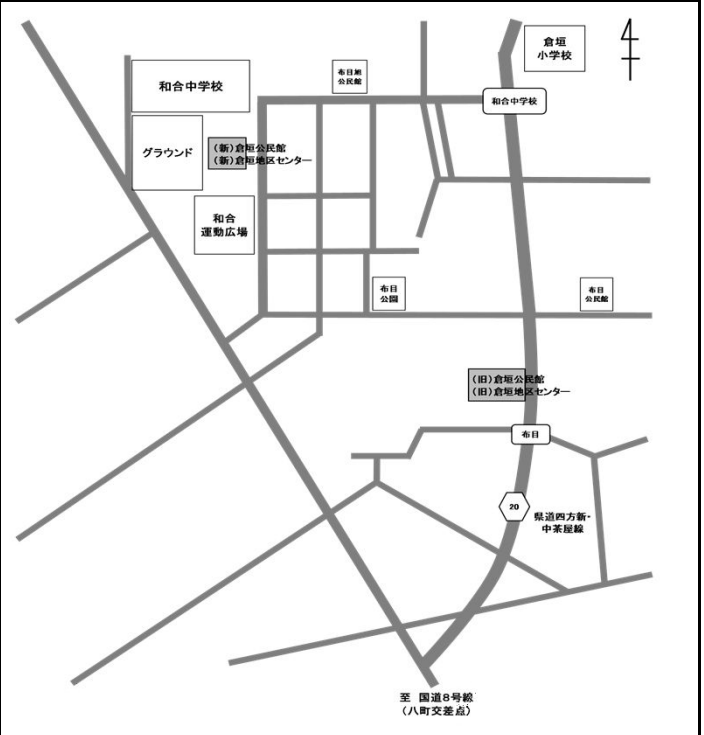 倉垣
小学校
布目旭
公民館
和合中学校
和合中学校
グラウンド
(新)倉垣公民館
(新)倉垣地区センター
和合
運動広場
布目
公園
布目
公民館
(旧)倉垣公民館
(旧)倉垣地区センター
布目
20
県道四方新・
中茶屋線
至 国道8号線
(八町交差点)